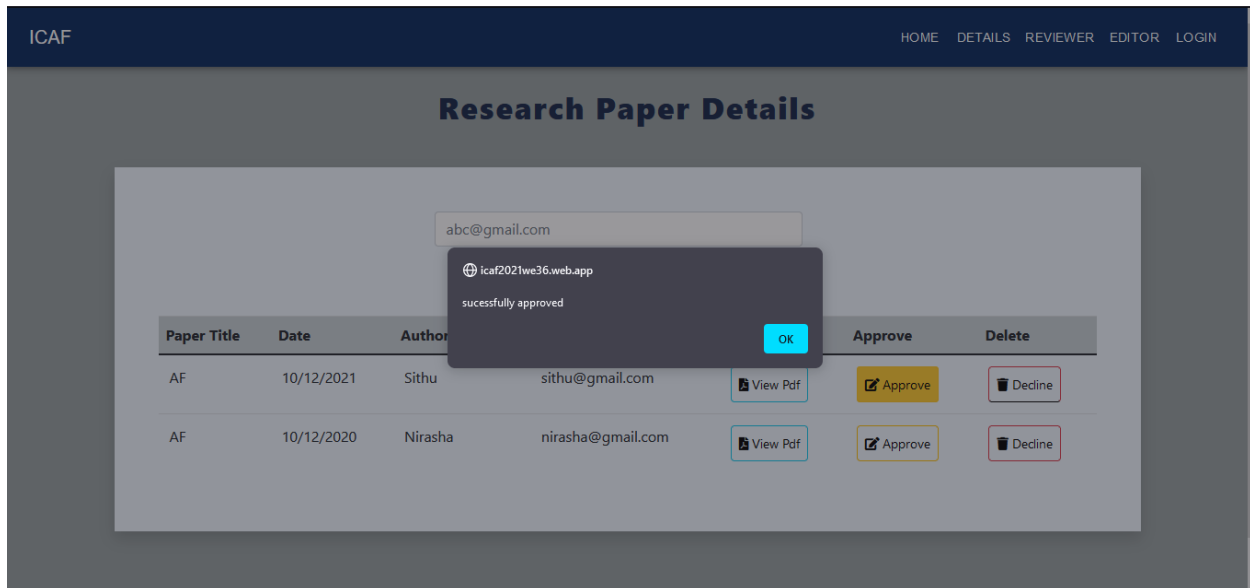 ICAF HOME DETAILS REVIEWER EDITOR LOGIN
Research Paper Details
abc@gmail.com
icaf2021we36.web.app
sucessfully approved
OK
Paper Title Date Author Approve Delete
AF 10/12/2021 Sithu sithu@gmail.com View Pdf Approve Decline
AF 10/12/2020 Nirasha nirasha@gmail.com View Pdf Approve Decline